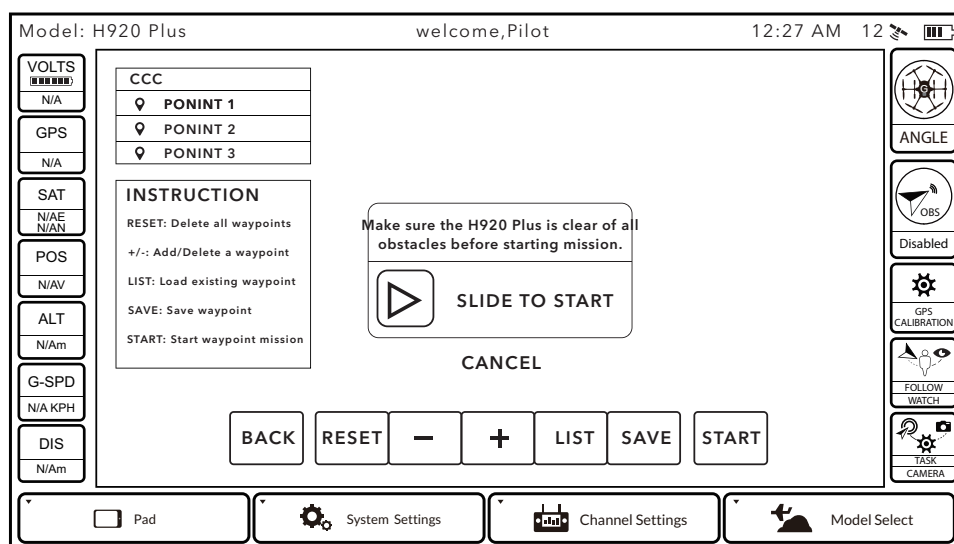 Model: H920 Plus welcome,Pilot 12:27 AM 12
VOLTS
N/A
GPS
N/A
SAT
N/AE
N/AN
POS
N/AV
ALT
N/Am
G-SPD
N/A KPH
DIS
N/Am
CCC
PONINT 1
PONINT 2
PONINT 3
INSTRUCTION
RESET: Delete all waypoints
+/-: Add/Delete a waypoint
LIST: Load existing waypoint
SAVE: Save waypoint
START: Start waypoint mission
Make sure the H920 Plus is clear of all
obstacles before starting mission.
SLIDE TO START
CANCEL
BACK RESET − + LIST SAVE START
G
ANGLE
OBS
Disabled
GPS
CALIBRATION
FOLLOW
WATCH
TASK
CAMERA
Pad System Settings Channel Settings Model Select